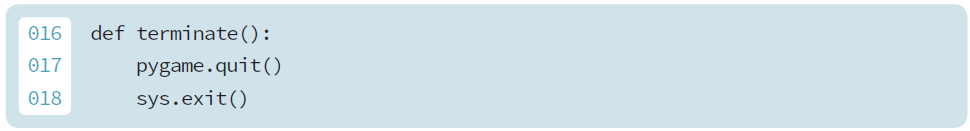 016 def terminate():
017     pygame.quit()
018     sys.exit()